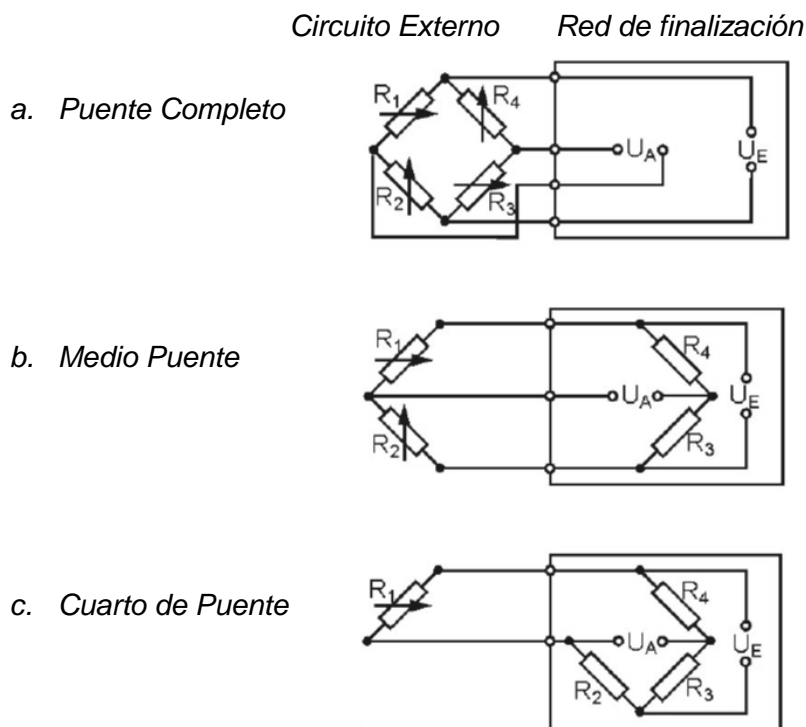 Circuito Externo Red de finalización
a. Puente Completo
R1 R4
UA UE
R2 R3
b. Medio Puente
R1 R4
UA UE
R2 R3
c. Cuarto de Puente
R1 R4
UA UE
R2 R3